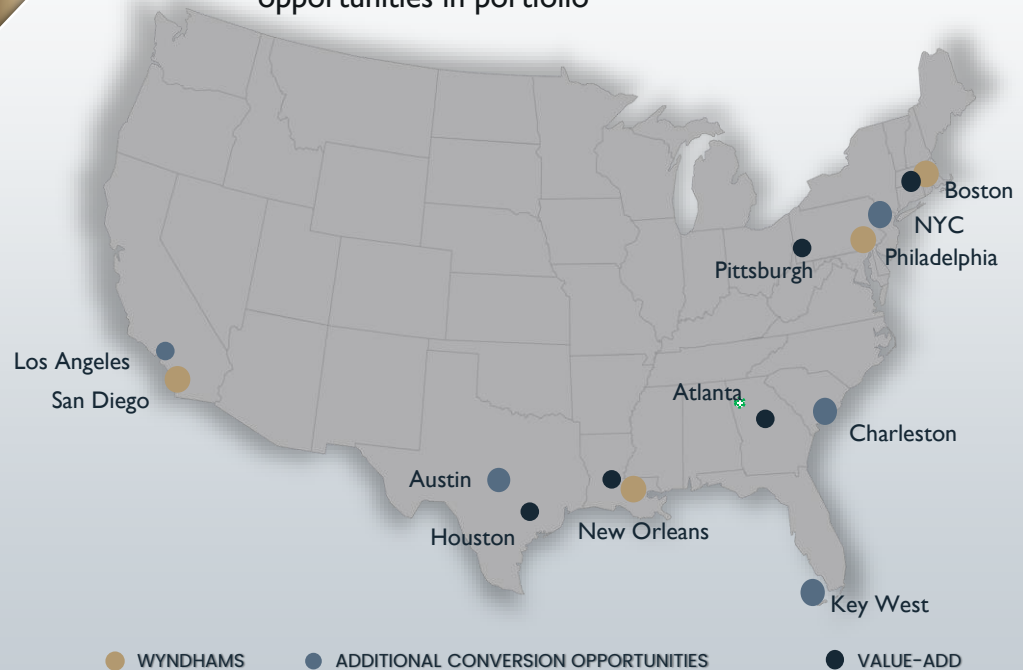 opportunities in portfolio
Boston
NYC
Philadelphia
Pittsburgh
Los Angeles
San Diego
Atlanta
Charleston
Austin
Houston
New Orleans
Key West
WYNDHAMS
ADDITIONAL CONVERSION OPPORTUNITIES
VALUE-ADD